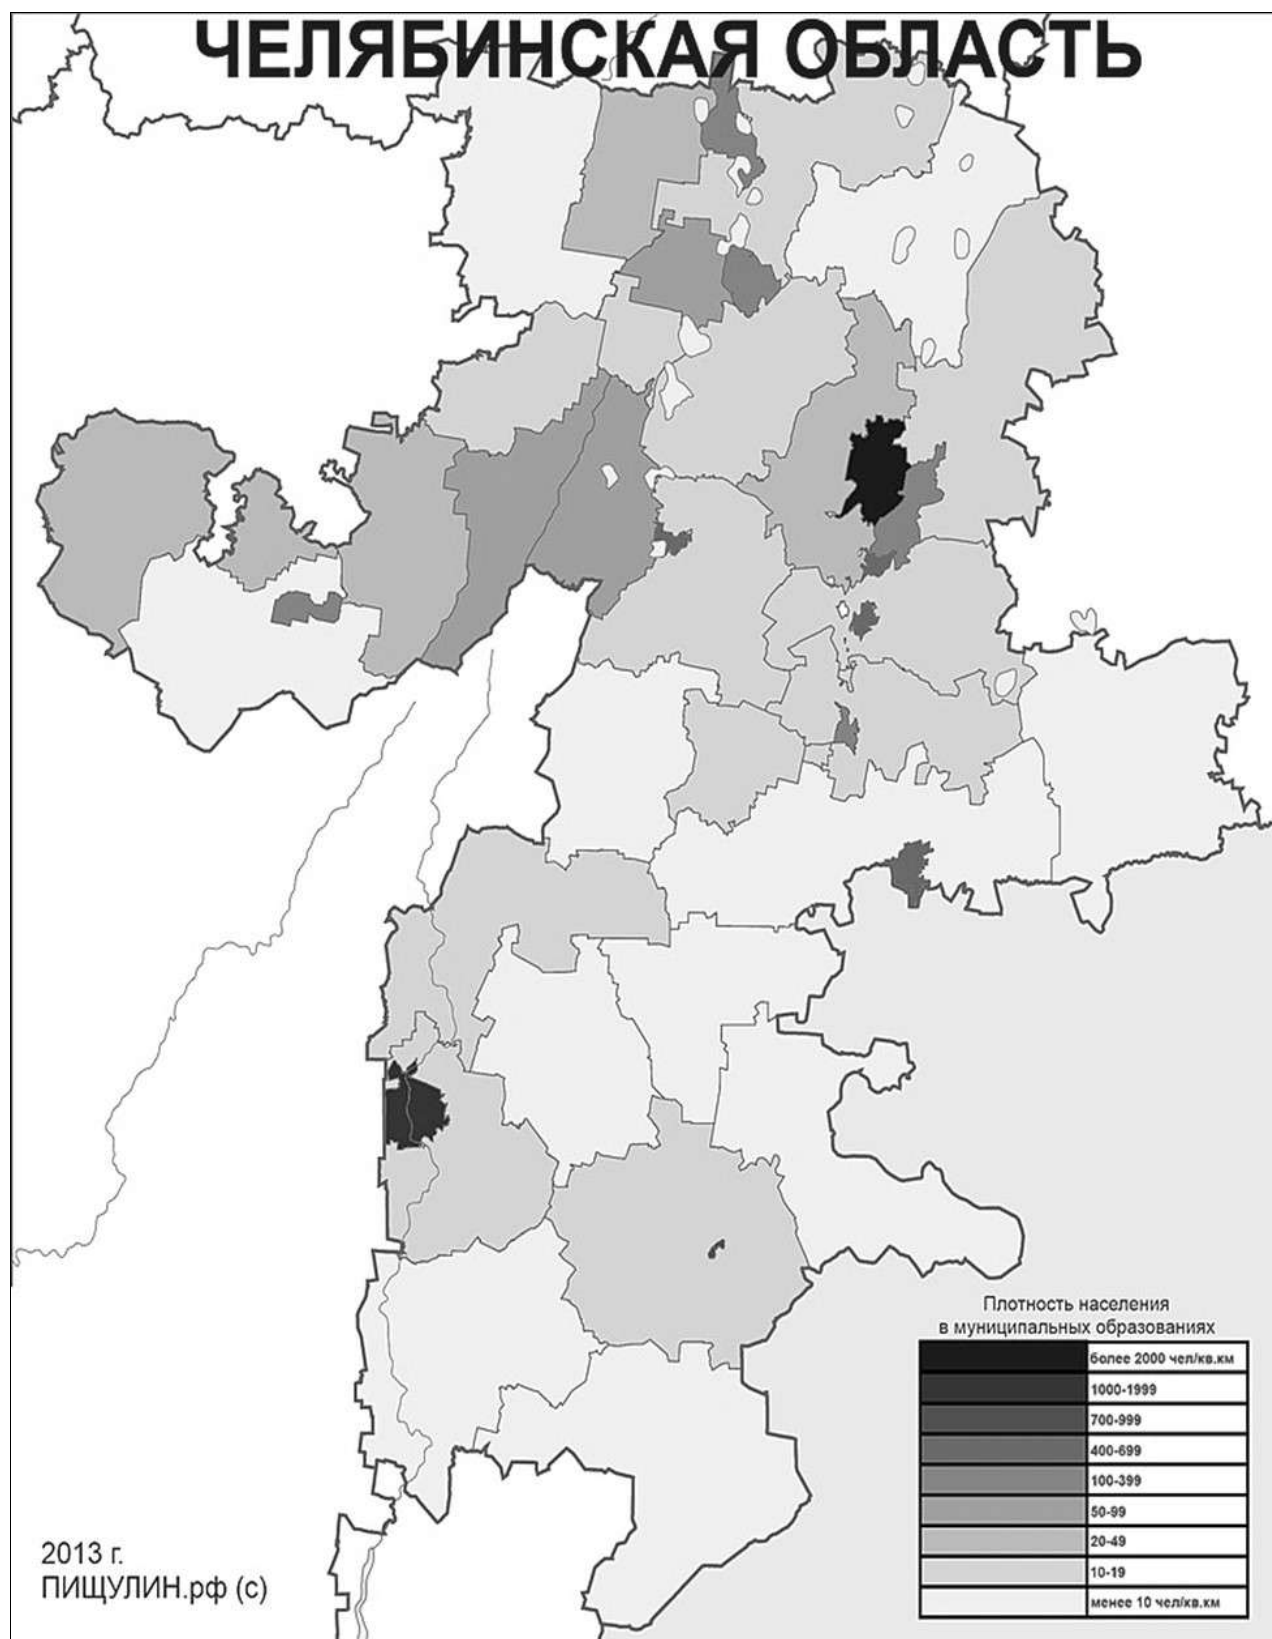 ЧЕЛЯБИНСКАЯ ОБЛАСТЬ
Плотность населения
в муниципальных образованиях
более 2000 чел/кв.км
1000-1999
700-999
400-699
100-399
50-99
20-49
10-19
менее 10 чел/кв.км
2013 г.
ПИЩУЛИН.рф (с)